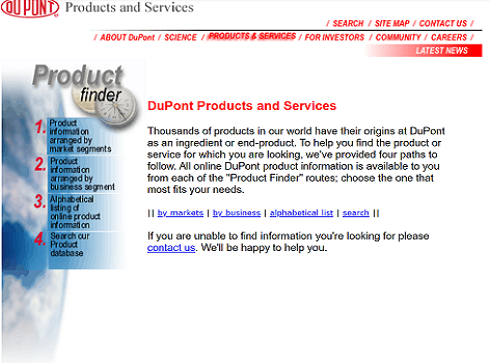 DU PONT Products and Services
/ SEARCH / SITE MAP / CONTACT US /
/ ABOUT DuPont / SCIENCE / PRODUCTS & SERVICES / FOR INVESTORS / COMMUNITY / CAREERS /
LATEST NEWS
Product
finder
1. Product
information
arranged by
market segments
2. Product
information
arranged by
business segment
3. Alphabetical
listing of
online product
information
4. Search our
Product
database
DuPont Products and Services
Thousands of products in our world have their origins at DuPont
as an ingredient or end-product. To help you find the product or
service for which you are looking, we've provided four paths to
follow. All online DuPont product information is available to you
from each of the "Product Finder" routes; choose the one that
most fits your needs.
|| by markets | by business | alphabetical list | search ||
If you are unable to find information you're looking for please
contact us. We'll be happy to help you.